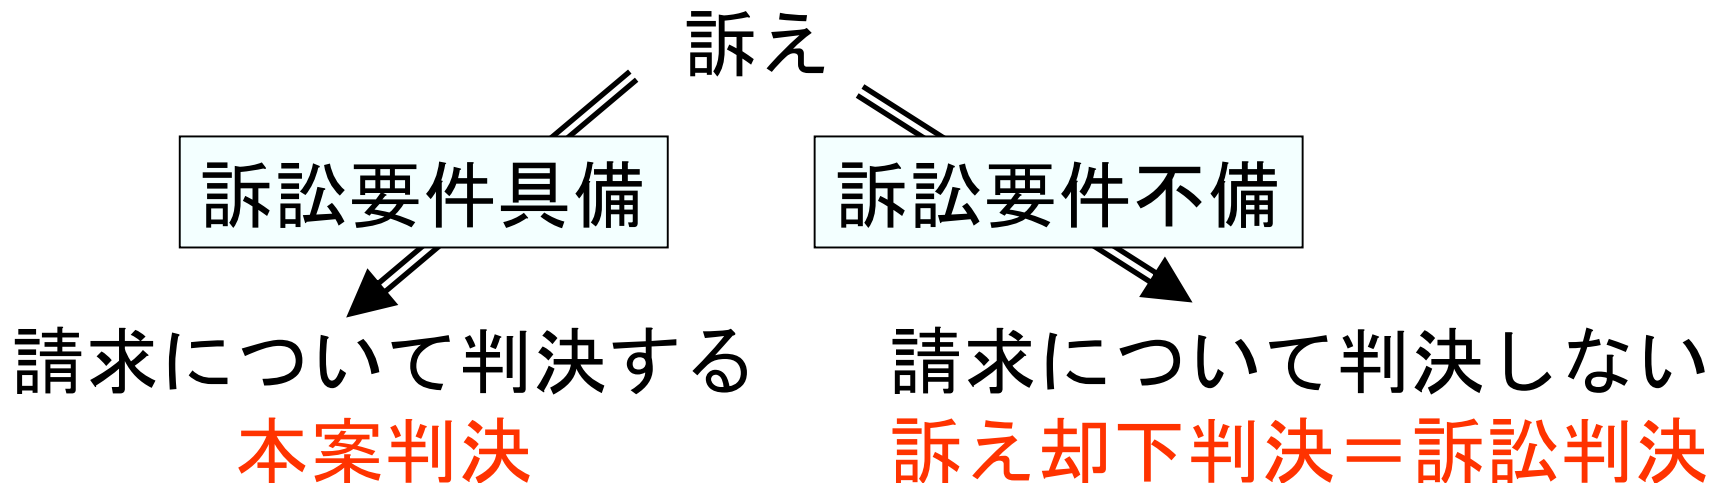 訴え
訴訟要件具備
訴訟要件不備
請求について判決する
本案判決
請求について判決しない
訴え却下判決＝訴訟判決